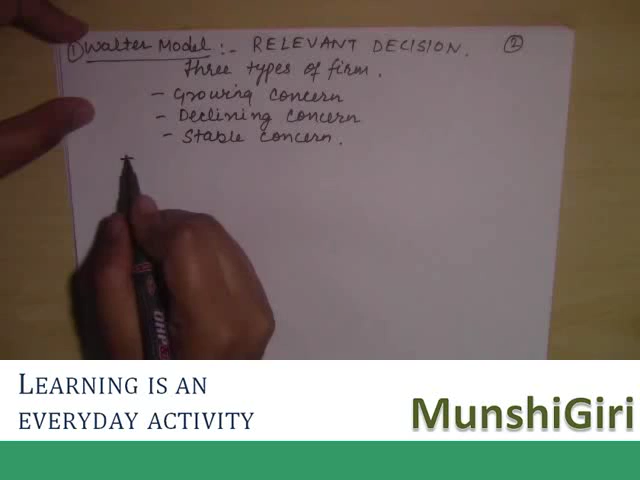 ① Walter Model :- RELEVANT DECISION. ②
Three types of firm.
- Growing concern
- Declining concern
- Stable concern.
OHP
LEARNING IS AN
EVERYDAY ACTIVITY
MunshiGiri